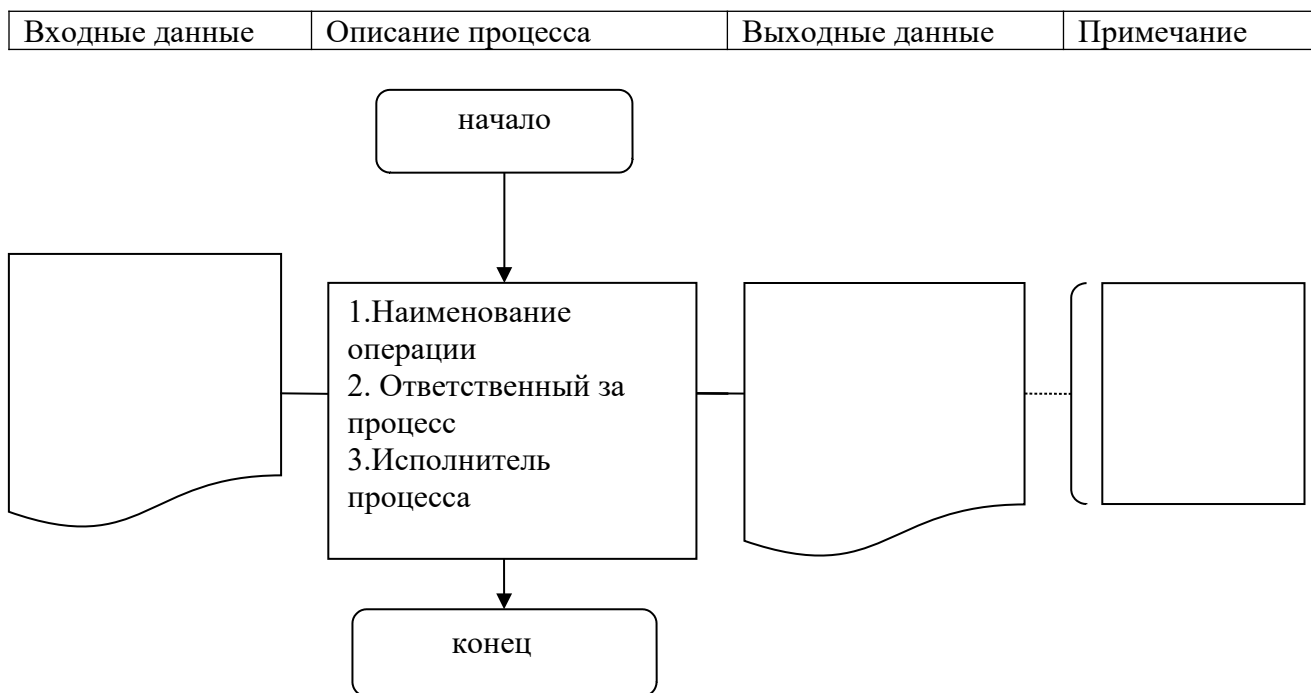 Входные данные
Описание процесса
Выходные данные
Примечание
начало
1.Наименование
операции
2. Ответственный за
процесс
3.Исполнитель
процесса
конец